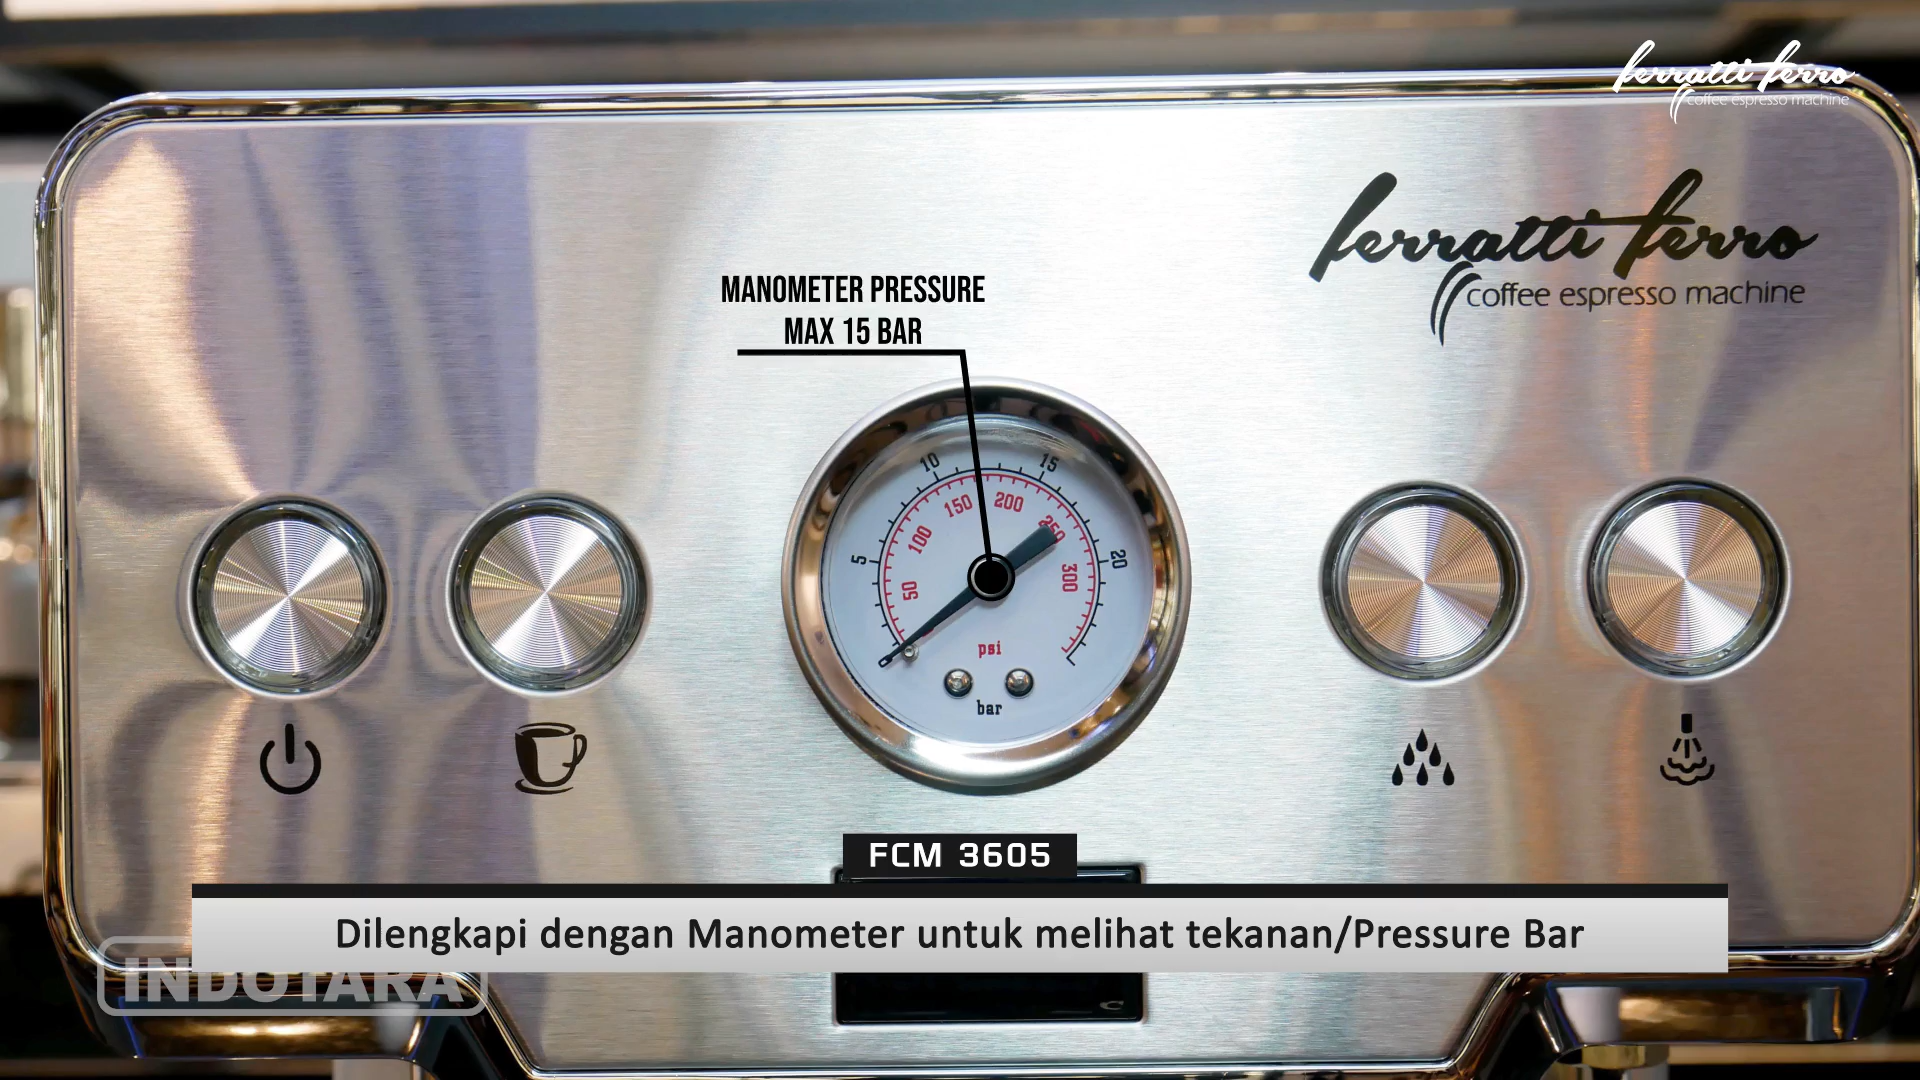 ferratti ferro
coffee espresso machine
ferratti ferro
coffee espresso machine
MANOMETER PRESSURE
MAX 15 BAR
5
10
15
20
50
100
150
200
250
300
psi
bar
FCM 3605
Dilengkapi dengan Manometer untuk melihat tekanan/Pressure Bar
INDOTARA
C